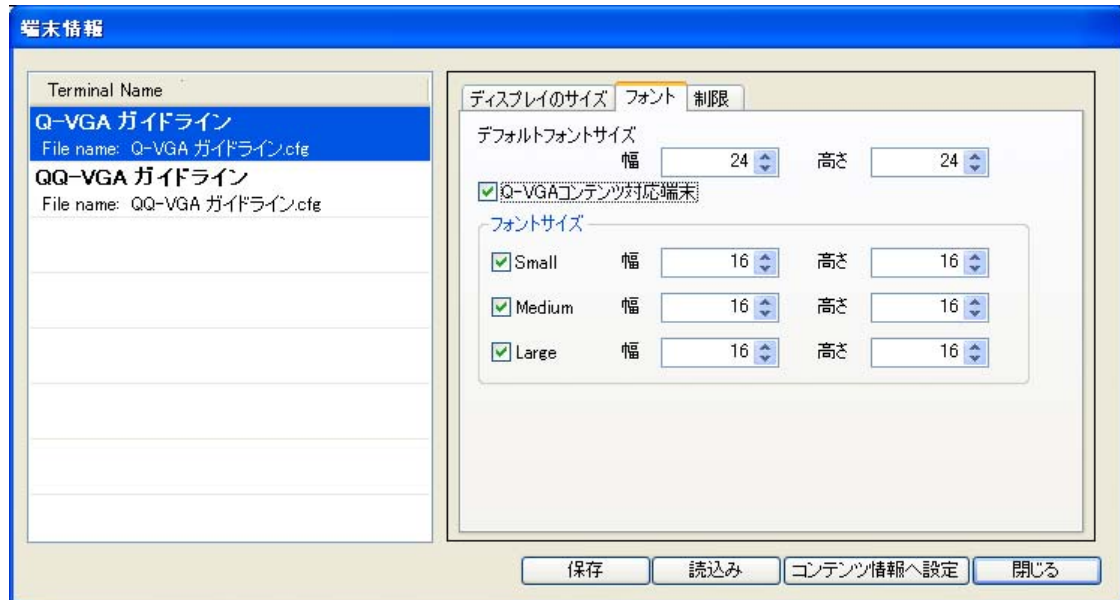 端末情報
Terminal Name
Q-VGA ガイドライン
File name: Q-VGA ガイドライン.cfg
QQ-VGA ガイドライン
File name: QQ-VGA ガイドライン.cfg
ディスプレイのサイズ フォント 制限
デフォルトフォントサイズ
幅 24 高さ 24
Q-VGAコンテンツ対応端末
フォントサイズ
Small 幅 16 高さ 16
Medium 幅 16 高さ 16
Large 幅 16 高さ 16
保存 読込み コンテンツ情報へ設定 閉じる